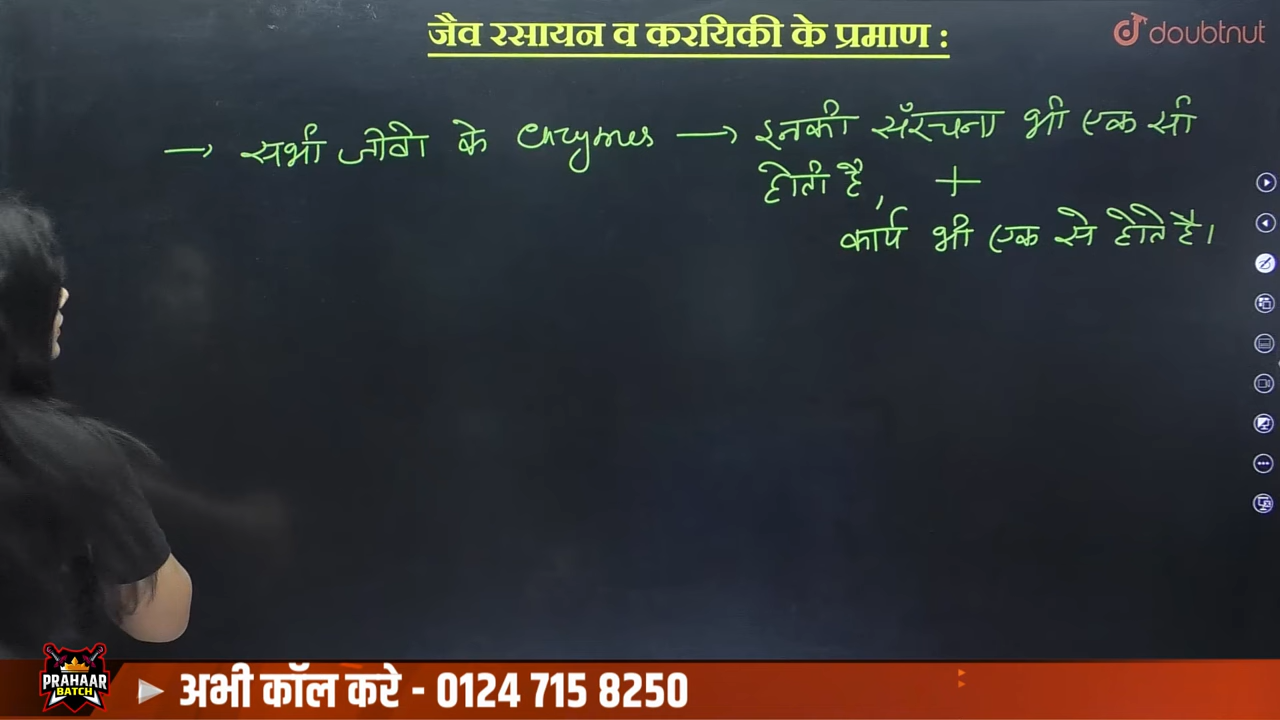 जैव रसायन व करयिकी के प्रमाण :
doubtnut
→ सभी जीवो के enzymes → इनकी सँरचना भी एक सी
होती है, +
कार्य भी एक से होते है।
PRAHAAR
BATCH
अभी कॉल करे - 0124 715 8250